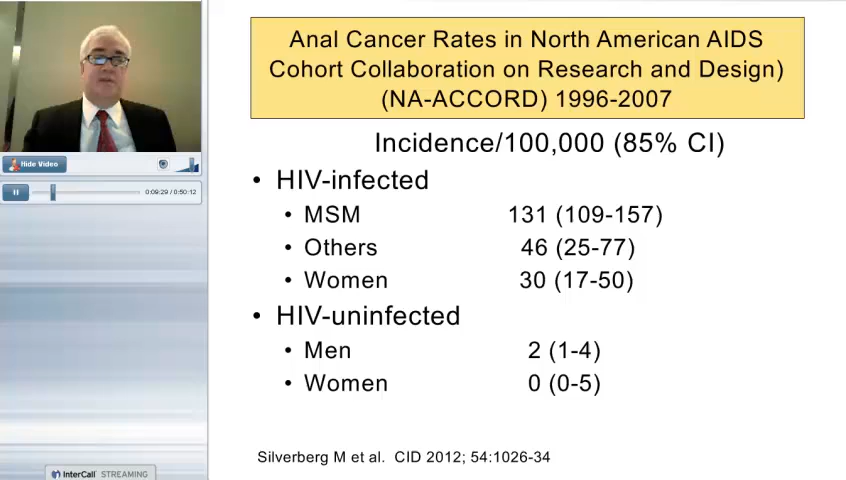 Anal Cancer Rates in North American AIDS
Cohort Collaboration on Research and Design)
(NA-ACCORD) 1996-2007
Incidence/100,000 (85% CI)
• HIV-infected
• MSM 131 (109-157)
• Others 46 (25-77)
• Women 30 (17-50)
• HIV-uninfected
• Men 2 (1-4)
• Women 0 (0-5)
Silverberg M et al. CID 2012; 54:1026-34
Hide Video
0:09:29 / 0:50:12
InterCall STREAMING